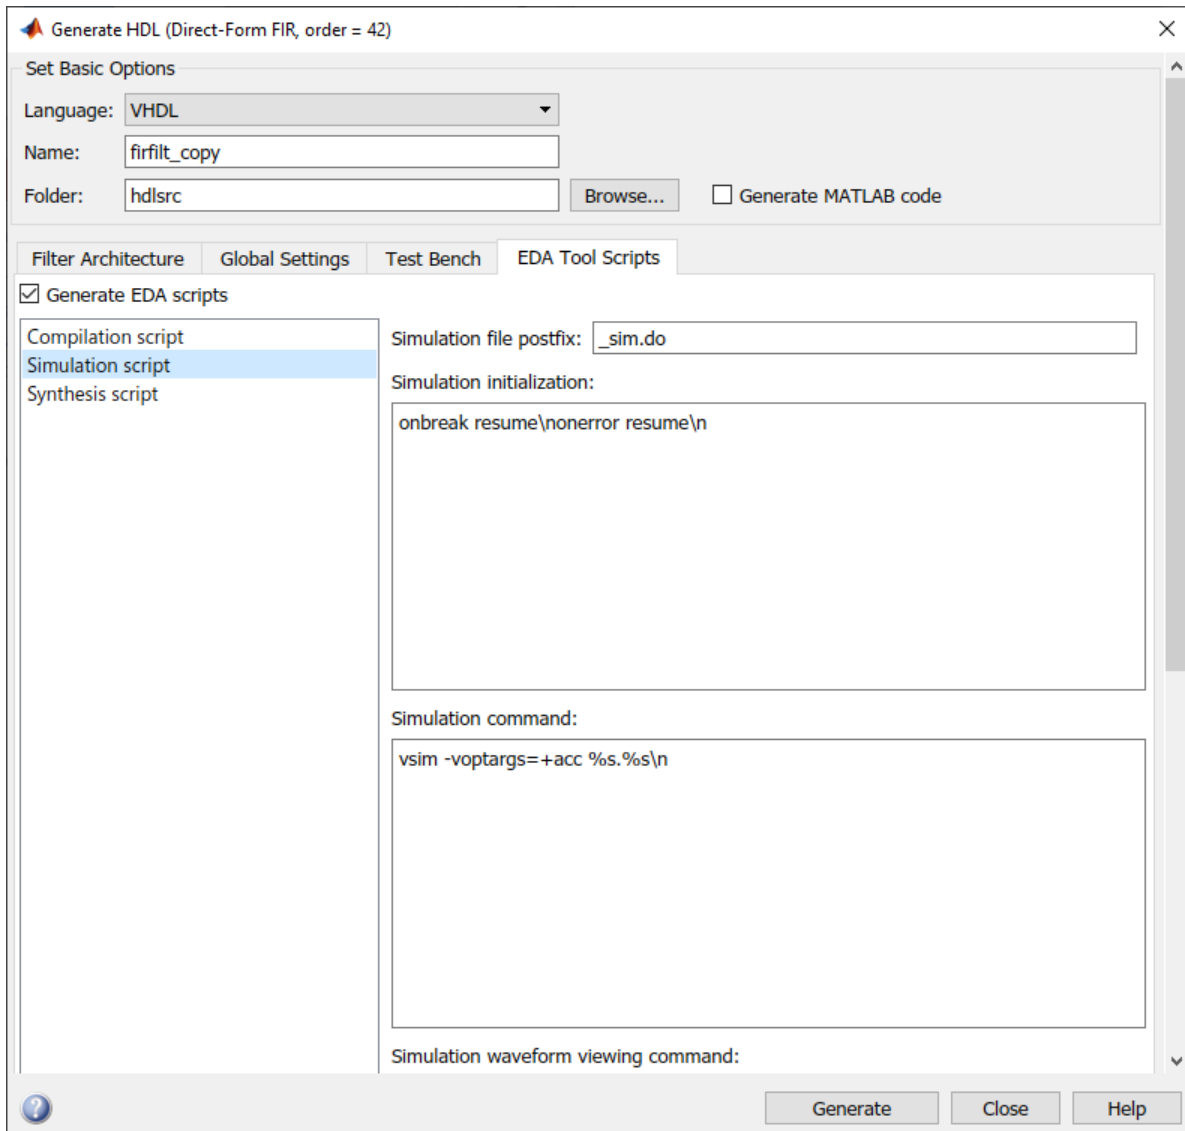 Generate HDL (Direct-Form FIR, order = 42)
Set Basic Options
Language: VHDL
Name: firfilt_copy
Folder: hdlsrc Browse... Generate MATLAB code
Filter Architecture Global Settings Test Bench EDA Tool Scripts
Generate EDA scripts
Compilation script
Simulation script
Synthesis script
Simulation file postfix: _sim.do
Simulation initialization:
onbreak resume\nonerror resume\n
Simulation command:
vsim -voptargs=+acc %s.%s\n
Simulation waveform viewing command:
? Generate Close Help